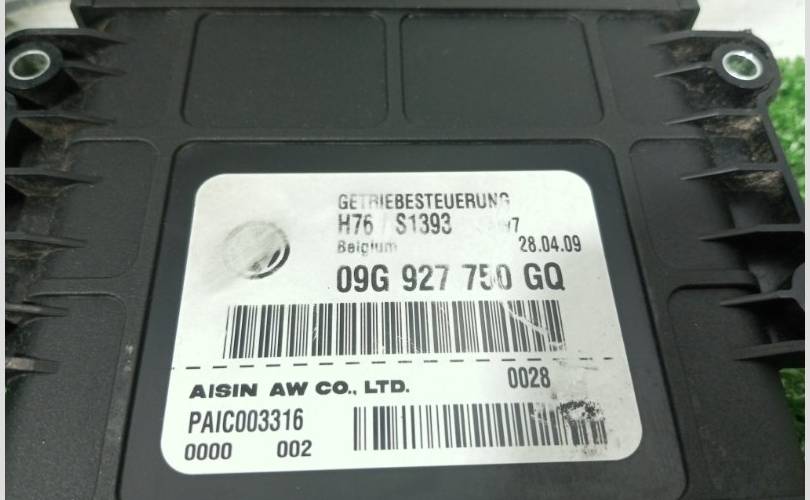 GETRIEBESTEUERUNG
H76 / S1393
Belgium 28.04.09
09G 927 750 GQ
AISIN AW CO., LTD. 0028
PAIC003316
0000 002